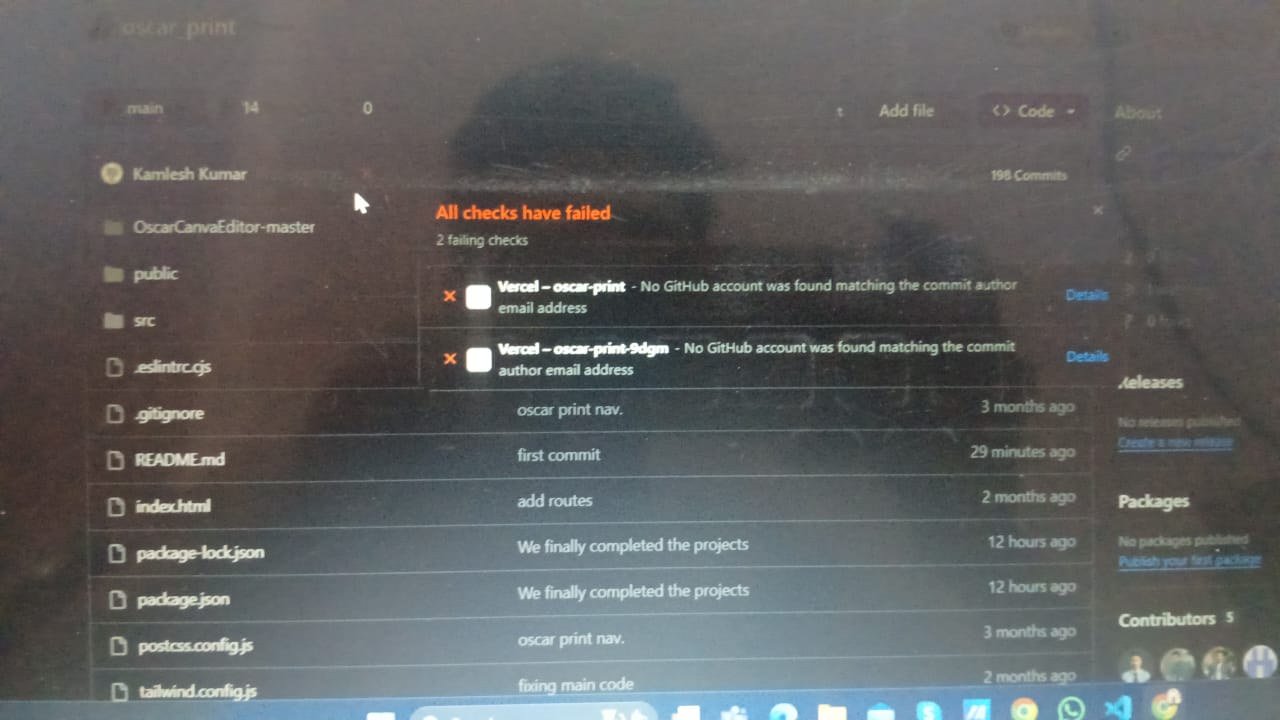 oscar_print
main 14 0 t Add file <> Code About
Kamlesh Kumar 198 Commits
All checks have failed
2 failing checks
OscarCanvaEditor-master
public
src
.eslintrc.cjs
Vercel – oscar-print - No GitHub account was found matching the commit author
email address
Details
Vercel – oscar-print-9dgm - No GitHub account was found matching the commit
author email address
Details
.gitignore oscar print nav. 3 months ago
README.md first commit 29 minutes ago
index.html add routes 2 months ago
package-lock.json We finally completed the projects 12 hours ago
package.json We finally completed the projects 12 hours ago
postcss.config.js oscar print nav. 3 months ago
tailwind.config.js fixing main code 2 months ago
Releases
No releases published
Create a new release
Packages
No packages published
Publish your first package
Contributors 5